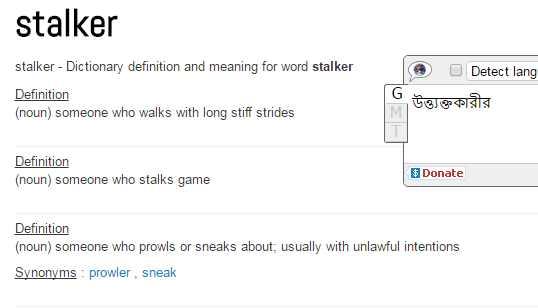 stalker
stalker - Dictionary definition and meaning for word stalker
Detect lang
Definition
(noun) someone who walks with long stiff strides
G
M
T
উত্ত্যক্তকারীর
Definition
(noun) someone who stalks game
$ Donate
Definition
(noun) someone who prowls or sneaks about; usually with unlawful intentions
Synonyms : prowler , sneak